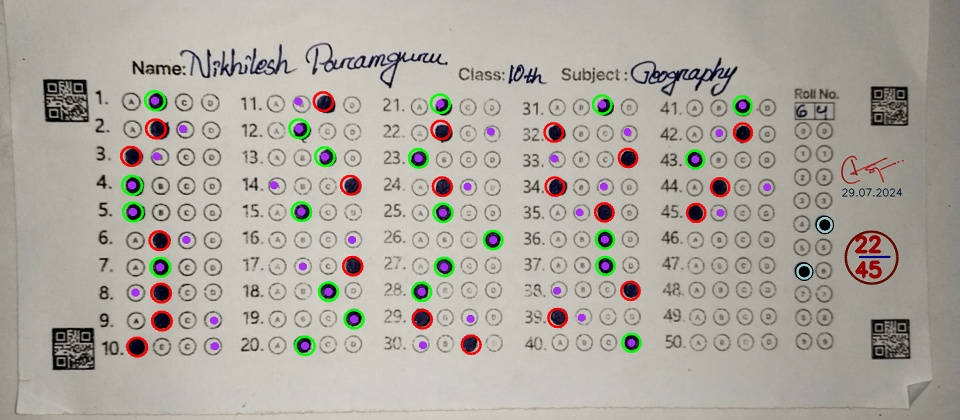 Name: Nikhilesh Paramguru Class: 10th Subject: Geography
1. A B C D 11. A B C D 21. A B C D 31. A B C D 41. A B C D Roll No.
2. A B C D 12. A B C D 22. A B C D 32. A B C D 42. A B C D 64
3. A B C D 13. A B C D 23. A B C D 33. A B C D 43. A B C D
4. A B C D 14. A B C D 24. A B C D 34. A B C D 44. A B C D
29.07.2024
5. A B C D 15. A B C D 25. A B C D 35. A B C D 45. A B C D
6. A B C D 16. A B C D 26. A B C D 36. A B C D 46. A B C D
22
7. A B C D 17. A B C D 27. A B C D 37. A B C D 47. A B C D
45
8. A B C D 18. A B C D 28. A B C D 38. A B C D 48. A B C D
9. A B C D 19. A B C D 29. A B C D 39. A B C D 49. A B C D
10. A B C D 20. A B C D 30. A B C D 40. A B C D 50. A B C D